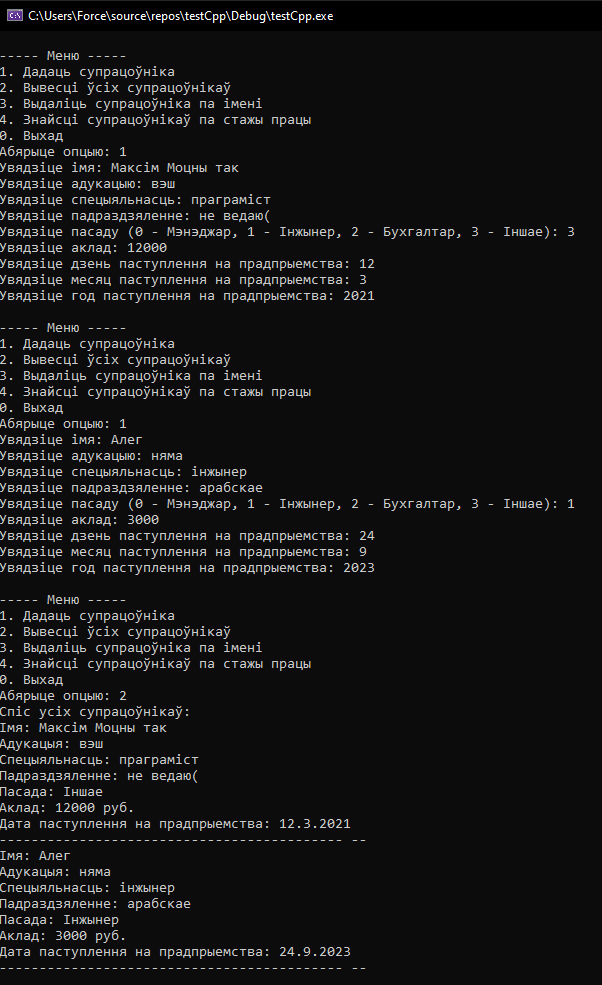 C:\Users\Force\source\repos\testCpp\Debug\testCpp.exe
----- Меню -----
1. Дадаць супрацоўніка
2. Вывесці ўсіх супрацоўнікаў
3. Выдаліць супрацоўніка па імені
4. Знайсці супрацоўнікаў па стажы працы
0. Выхад
Абярыце опцыю: 1
Увядзіце імя: Максім Моцны так
Увядзіце адукацыю: вэш
Увядзіце спецыяльнасць: праграміст
Увядзіце падраздзяленне: не ведаю(
Увядзіце пасаду (0 - Мэнэджар, 1 - Інжынер, 2 - Бухгалтар, 3 - Іншае): 3
Увядзіце аклад: 12000
Увядзіце дзень паступлення на прадпрыемства: 12
Увядзіце месяц паступлення на прадпрыемства: 3
Увядзіце год паступлення на прадпрыемства: 2021
----- Меню -----
1. Дадаць супрацоўніка
2. Вывесці ўсіх супрацоўнікаў
3. Выдаліць супрацоўніка па імені
4. Знайсці супрацоўнікаў па стажы працы
0. Выхад
Абярыце опцыю: 1
Увядзіце імя: Алег
Увядзіце адукацыю: няма
Увядзіце спецыяльнасць: інжынер
Увядзіце падраздзяленне: арабскае
Увядзіце пасаду (0 - Мэнэджар, 1 - Інжынер, 2 - Бухгалтар, 3 - Іншае): 1
Увядзіце аклад: 3000
Увядзіце дзень паступлення на прадпрыемства: 24
Увядзіце месяц паступлення на прадпрыемства: 9
Увядзіце год паступлення на прадпрыемства: 2023
----- Меню -----
1. Дадаць супрацоўніка
2. Вывесці ўсіх супрацоўнікаў
3. Выдаліць супрацоўніка па імені
4. Знайсці супрацоўнікаў па стажы працы
0. Выхад
Абярыце опцыю: 2
Спіс усіх супрацоўнікаў:
Імя: Максім Моцны так
Адукацыя: вэш
Спецыяльнасць: праграміст
Падраздзяленне: не ведаю(
Пасада: Іншае
Аклад: 12000 руб.
Дата паступлення на прадпрыемства: 12.3.2021
------------------------------------------- --
Імя: Алег
Адукацыя: няма
Спецыяльнасць: інжынер
Падраздзяленне: арабскае
Пасада: Інжынер
Аклад: 3000 руб.
Дата паступлення на прадпрыемства: 24.9.2023
------------------------------------------- --